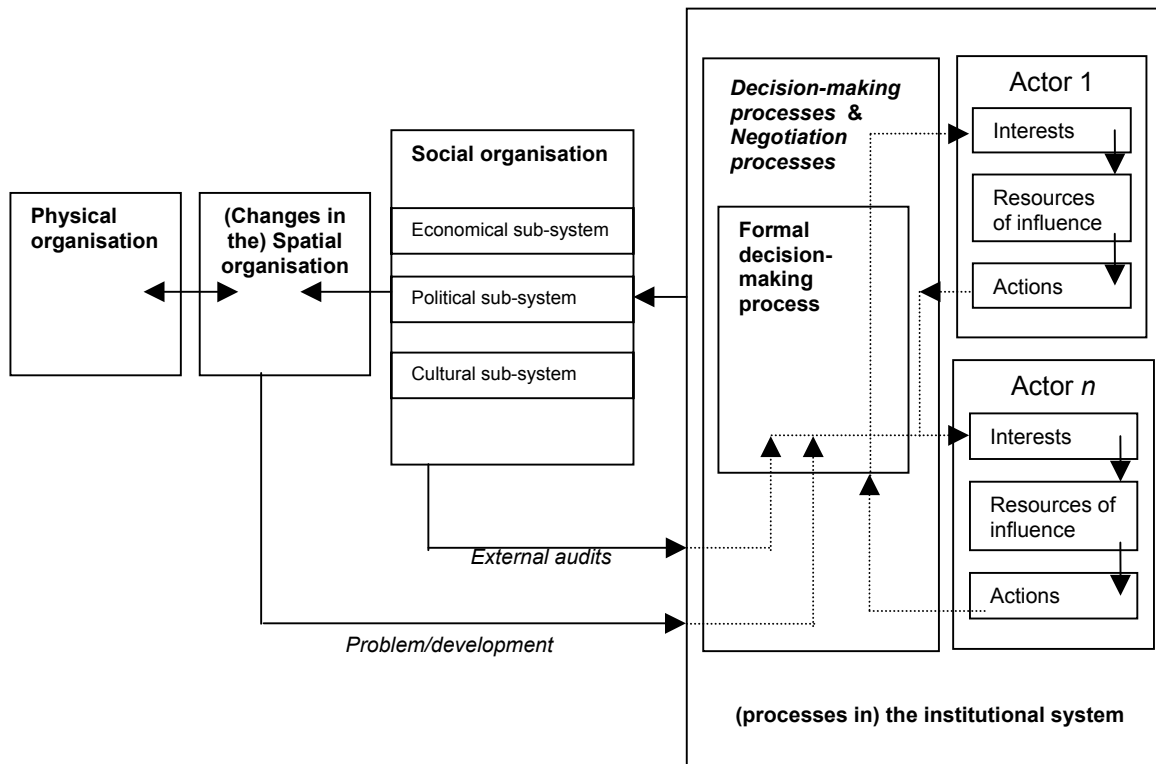 Physical
organisation
(Changes in
the) Spatial
organisation
Social organisation
Economical sub-system
Political sub-system
Cultural sub-system
External audits
Problem/development
Decision-making
processes &
Negotiation
processes
Formal
decision-
making
process
Actor 1
Interests
Resources
of influence
Actions
Actor n
Interests
Resources of
influence
Actions
(processes in) the institutional system